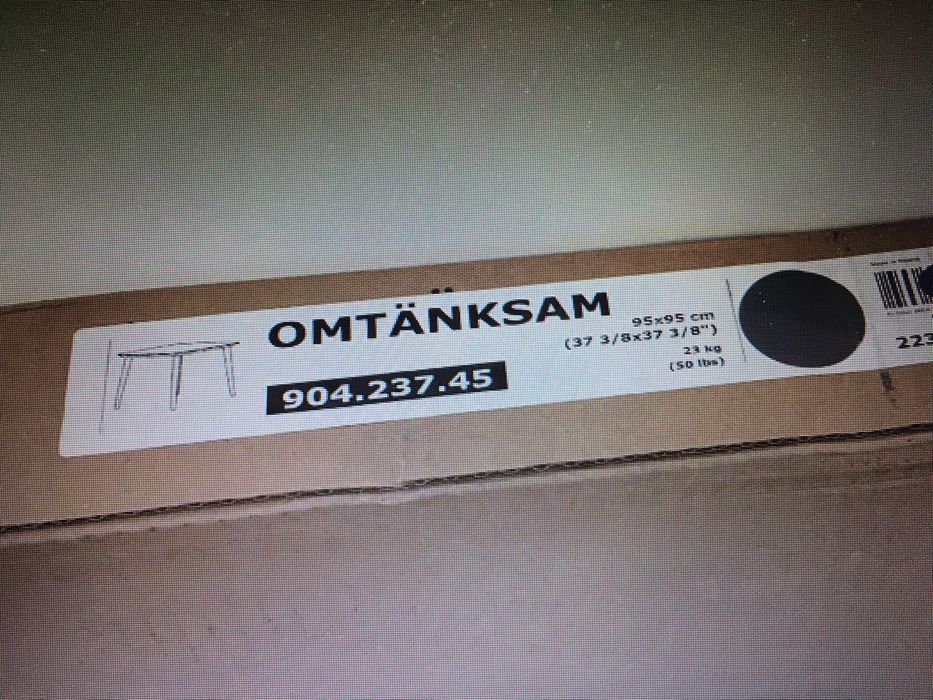 OMTÄNKSAM
904.237.45
95x95 cm
(37 3/8x37 3/8")
23 kg
(50 lbs)
223